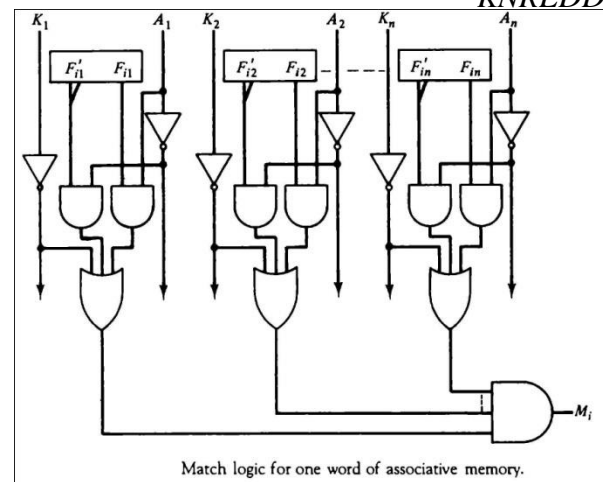 KNREDD
K₁ A₁ K₂ A₂ Kₙ Aₙ
F'ᵢ₁ Fᵢ₁ F'ᵢ₂ Fᵢ₂ F'ᵢₙ Fᵢₙ
Mᵢ
Match logic for one word of associative memory.